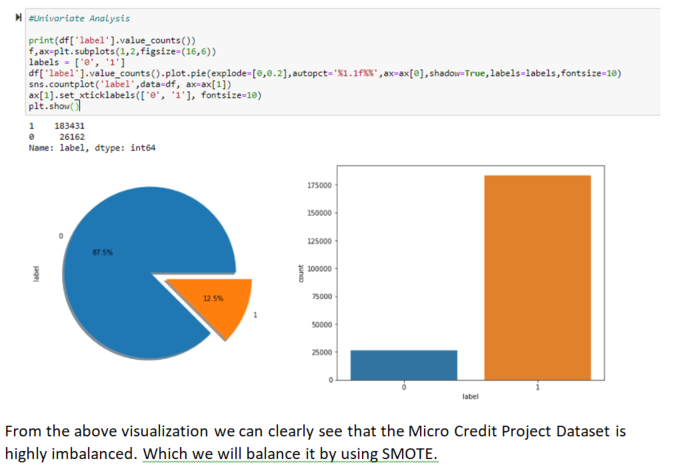 #Univariate Analysis
print(df['label'].value_counts())
f,ax=plt.subplots(1,2,figsize=(16,6))
labels = ['0', '1']
df['label'].value_counts().plot.pie(explode=[0,0.2],autopct='%1.1f%%',ax=ax[0],shadow=True,labels=labels,fontsize=10)
sns.countplot('label',data=df, ax=ax[1])
ax[1].set_xticklabels(['0', '1'], fontsize=10)
plt.show()
1 183431
0 26162
Name: label, dtype: int64
label
0
87.5%
12.5%
1
count
175000
150000
125000
100000
75000
50000
25000
0
0 1
label
From the above visualization we can clearly see that the Micro Credit Project Dataset is
highly imbalanced. Which we will balance it by using SMOTE.